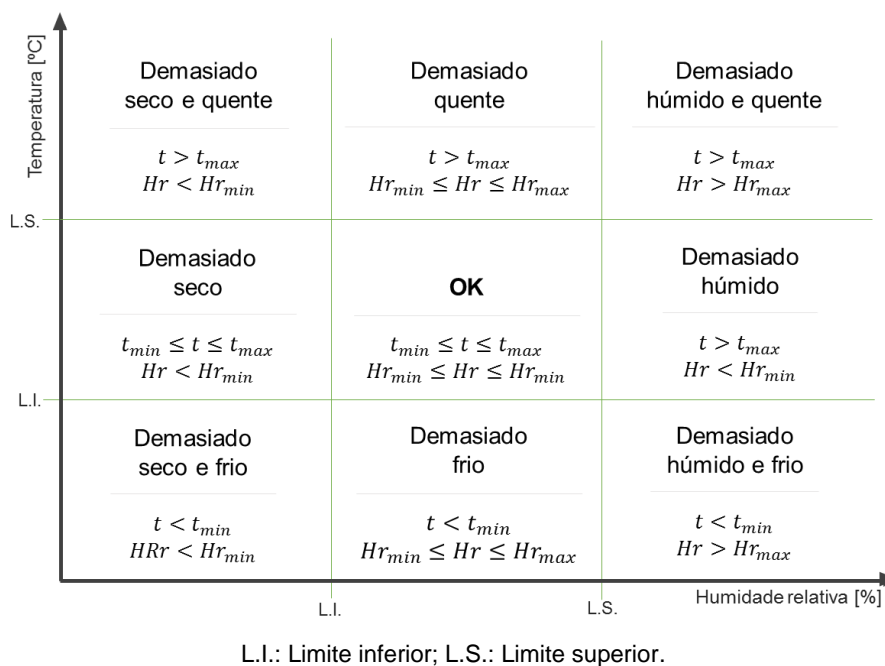 Temperatura [ºC]
Demasiado
seco e quente
t > t_max
Hr < Hr_min
Demasiado
quente
t > t_max
Hr_min ≤ Hr ≤ Hr_max
Demasiado
húmido e quente
t > t_max
Hr > Hr_max
L.S.
Demasiado
seco
t_min ≤ t ≤ t_max
Hr < Hr_min
OK
t_min ≤ t ≤ t_max
Hr_min ≤ Hr ≤ Hr_min
Demasiado
húmido
t > t_max
Hr < Hr_min
L.I.
Demasiado
seco e frio
t < t_min
HRr < Hr_min
Demasiado
frio
t < t_min
Hr_min ≤ Hr ≤ Hr_max
Demasiado
húmido e frio
t < t_min
Hr > Hr_max
L.I.
L.S.
Humidade relativa [%]
L.I.: Limite inferior; L.S.: Limite superior.